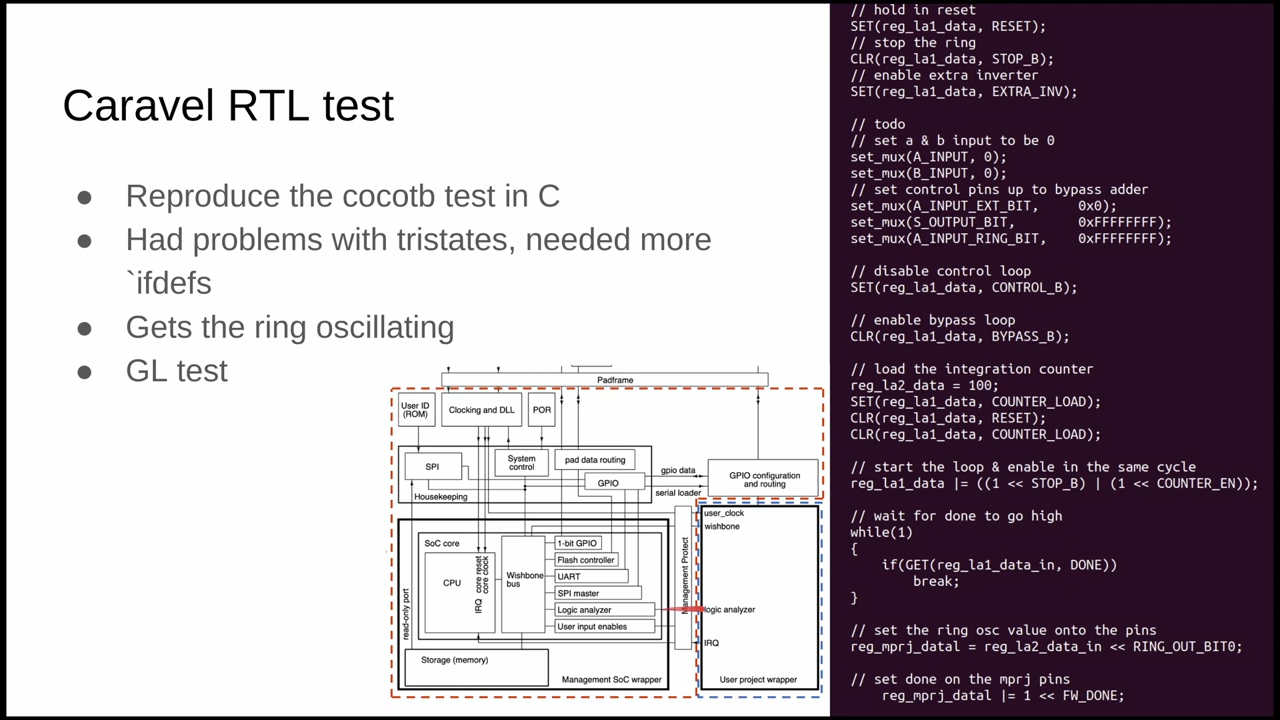 Caravel RTL test
● Reproduce the cocotb test in C
● Had problems with tristates, needed more
`ifdefs
● Gets the ring oscillating
● GL test
Padframe
User ID
(ROM)
Clocking and DLL
POR
SPI
System
control
pad data routing
GPIO
Housekeeping
gpio data
serial loader
GPIO configuration
and routing
user_clock
wishbone
SoC core
CPU
IRQ
core reset
core clock
Wishbone
bus
1-bit GPIO
Flash controller
UART
SPI master
Logic analyzer
User input enables
Management Protect
logic analyzer
IRQ
read-only port
Storage (memory)
Management SoC wrapper
User project wrapper
// hold in reset
SET(reg_la1_data, RESET);
// stop the ring
CLR(reg_la1_data, STOP_B);
// enable extra inverter
SET(reg_la1_data, EXTRA_INV);
// todo
// set a & b input to be 0
set_mux(A_INPUT, 0);
set_mux(B_INPUT, 0);
// set control pins up to bypass adder
set_mux(A_INPUT_EXT_BIT,     0x0);
set_mux(S_OUTPUT_BIT,      0xFFFFFFFF);
set_mux(A_INPUT_RING_BIT,    0xFFFFFFFF);
// disable control loop
SET(reg_la1_data, CONTROL_B);
// enable bypass loop
CLR(reg_la1_data, BYPASS_B);
// load the integration counter
reg_la2_data = 100;
SET(reg_la1_data, COUNTER_LOAD);
CLR(reg_la1_data, RESET);
CLR(reg_la1_data, COUNTER_LOAD);
// start the loop & enable in the same cycle
reg_la1_data |= ((1 << STOP_B) | (1 << COUNTER_EN));
// wait for done to go high
while(1)
{
if(GET(reg_la1_data_in, DONE))
break;
}
// set the ring osc value onto the pins
reg_mprj_datal = reg_la2_data_in << RING_OUT_BIT0;
// set done on the mprj pins
reg_mprj_datal |= 1 << FW_DONE;